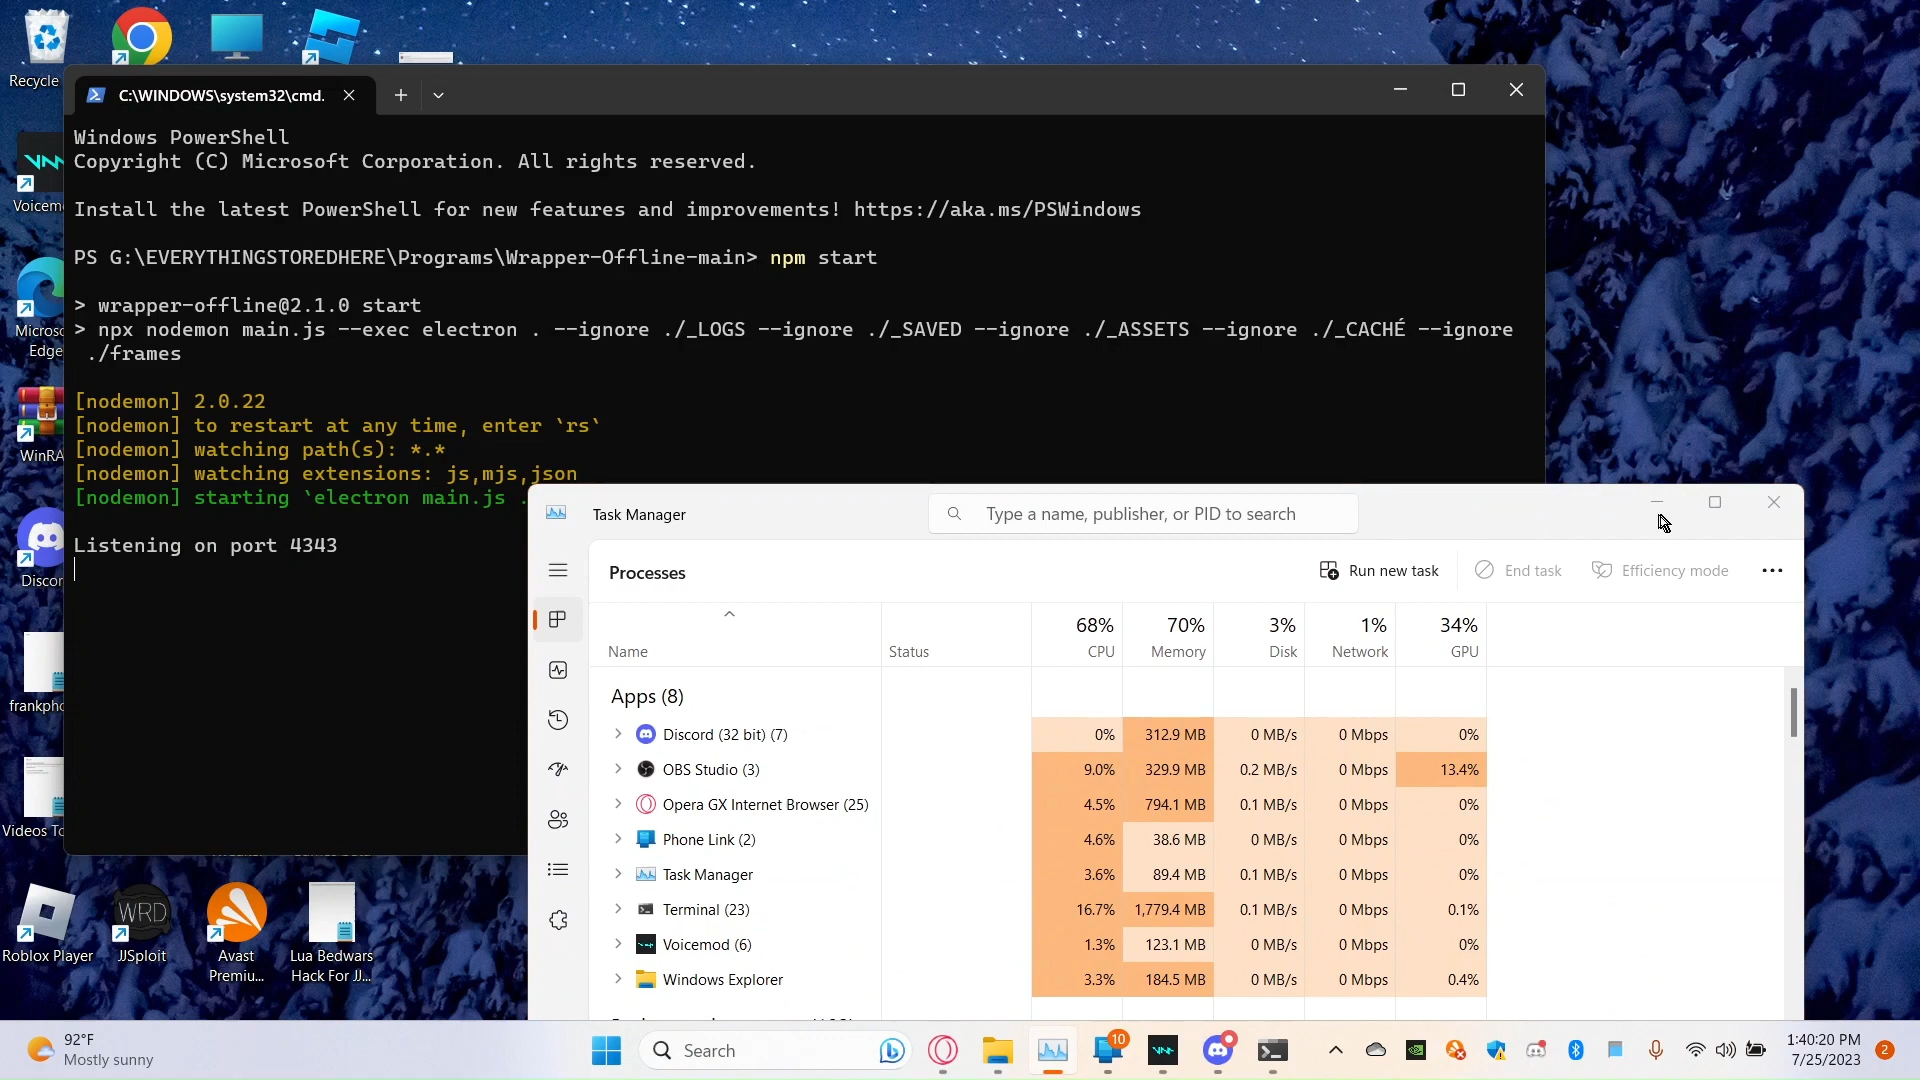 Recycle
C:\WINDOWS\system32\cmd.
Windows PowerShell
Copyright (C) Microsoft Corporation. All rights reserved.
Install the latest PowerShell for new features and improvements! https://aka.ms/PSWindows
PS G:\EVERYTHINGSTOREDHERE\Programs\Wrapper-Offline-main> npm start
> wrapper-offline@2.1.0 start
> npx nodemon main.js --exec electron . --ignore ./_LOGS --ignore ./_SAVED --ignore ./_ASSETS --ignore ./_CACHÉ --ignore
./frames
[nodemon] 2.0.22
[nodemon] to restart at any time, enter `rs`
[nodemon] watching path(s): *.*
[nodemon] watching extensions: js,mjs,json
[nodemon] starting `electron main.js .
Listening on port 4343
Voicem
Micros
Edge
WinRA
Discor
frankpho
Videos To
Task Manager
Type a name, publisher, or PID to search
Processes
Run new task
End task
Efficiency mode
68% 70% 3% 1% 34%
Name Status CPU Memory Disk Network GPU
Apps (8)
Discord (32 bit) (7) 0% 312.9 MB 0 MB/s 0 Mbps 0%
OBS Studio (3) 9.0% 329.9 MB 0.2 MB/s 0 Mbps 13.4%
Opera GX Internet Browser (25) 4.5% 794.1 MB 0.1 MB/s 0 Mbps 0%
Phone Link (2) 4.6% 38.6 MB 0 MB/s 0 Mbps 0%
Task Manager 3.6% 89.4 MB 0.1 MB/s 0 Mbps 0%
Terminal (23) 16.7% 1,779.4 MB 0.1 MB/s 0 Mbps 0.1%
Voicemod (6) 1.3% 123.1 MB 0 MB/s 0 Mbps 0%
Windows Explorer 3.3% 184.5 MB 0 MB/s 0 Mbps 0.4%
WRD
Roblox Player
JJSploit
Avast
Premiu...
Lua Bedwars
Hack For JJ...
92°F
Mostly sunny
Search
10
1:40:20 PM
7/25/2023
2